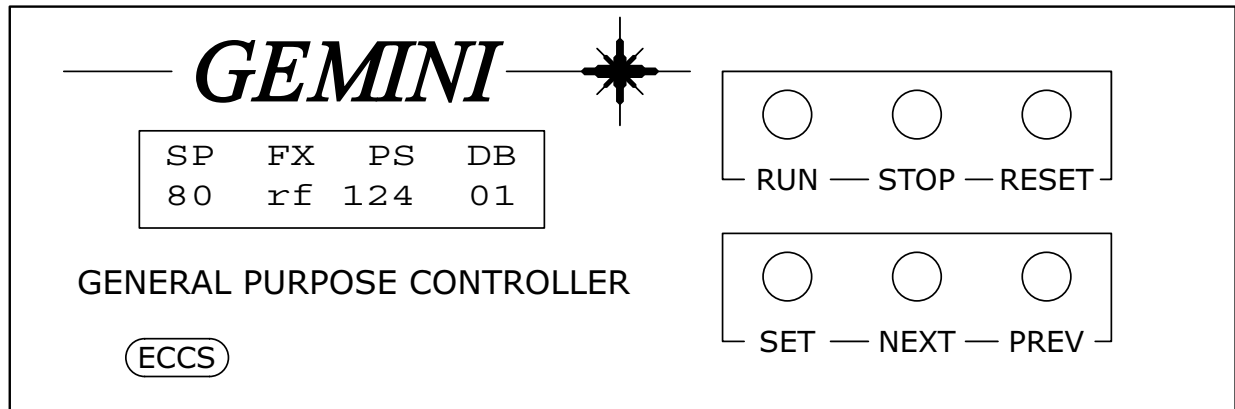 GEMINI
SP FX PS DB
80 rf 124 01
GENERAL PURPOSE CONTROLLER
ECCS
RUN STOP RESET
SET NEXT PREV